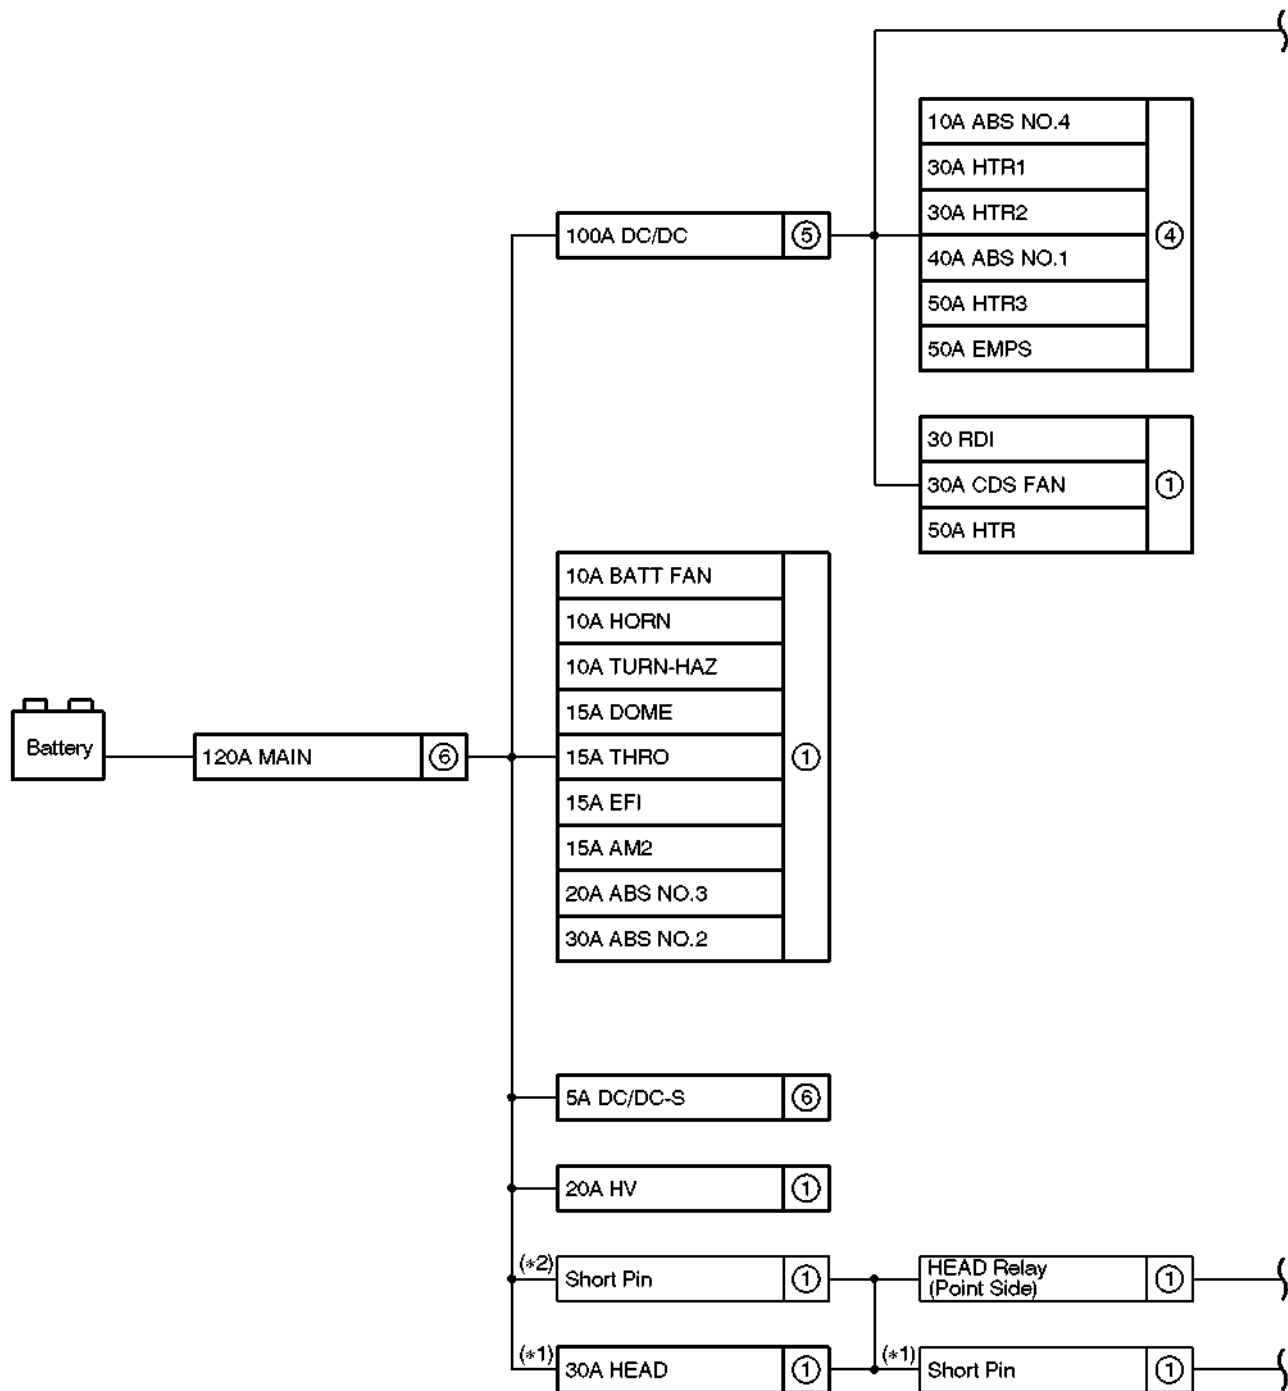 10A ABS NO.4
30A HTR1
30A HTR2
40A ABS NO.1
50A HTR3
50A EMPS
④
100A DC/DC ⑤
30 RDI
30A CDS FAN
50A HTR
①
10A BATT FAN
10A HORN
10A TURN-HAZ
15A DOME
15A THRO
15A EFI
15A AM2
20A ABS NO.3
30A ABS NO.2
①
Battery
120A MAIN ⑥
5A DC/DC-S ⑥
20A HV ①
(*2) Short Pin ①
HEAD Relay
(Point Side) ①
(*1) 30A HEAD ①
(*1) Short Pin ①